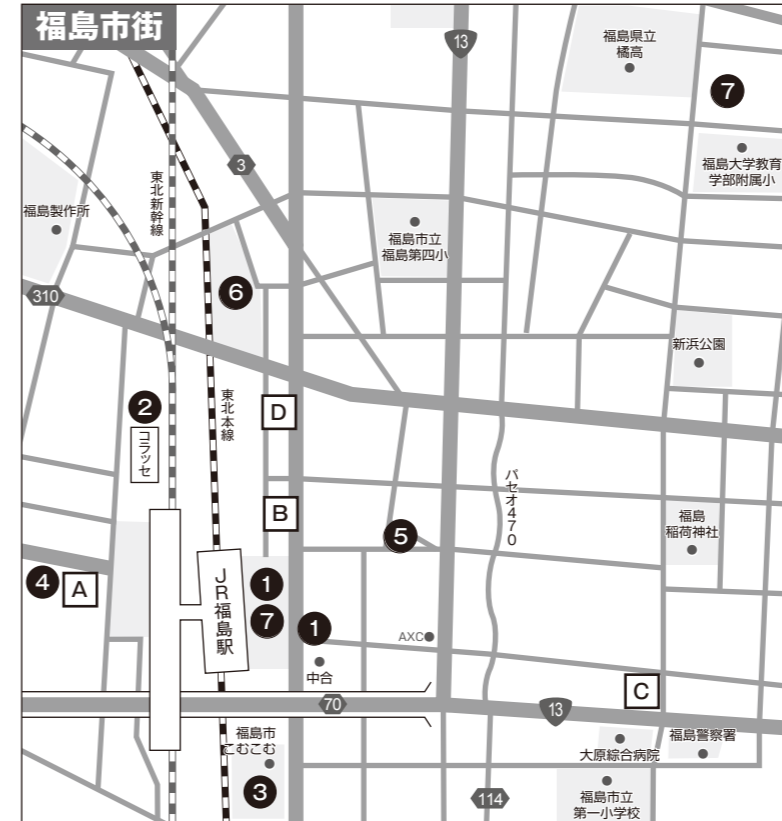 福島市街
13
福島県立
橘高
7
福島大学教育
学部附属小
3
東北新幹線
福島製作所
福島市立
福島第四小
310
6
新浜公園
2
コラッセ
東北本線
D
パセオ470
B
5
福島
稲荷神社
4
A
JR福島駅
1
7
1
AXC
中合
C
70
13
福島市
こむこむ
大原綜合病院
福島警察署
3
114
福島市立
第一小学校